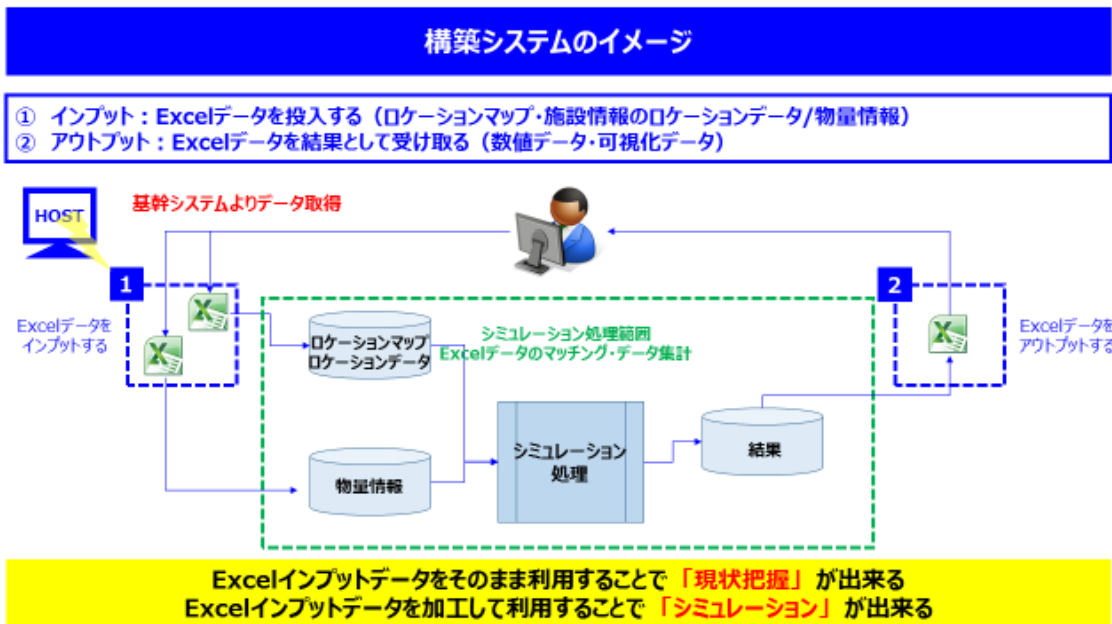 構築システムのイメージ
① インプット：Excelデータを投入する（ロケーションマップ・施設情報のロケーションデータ/物量情報）
② アウトプット：Excelデータを結果として受け取る（数値データ・可視化データ）
HOST
基幹システムよりデータ取得
1
2
Excelデータを
インプットする
ロケーションマップ
ロケーションデータ
シミュレーション処理範囲
Excelデータのマッチング・データ集計
Excelデータを
アウトプットする
シミュレーション
処理
結果
物量情報
Excelインプットデータをそのまま利用することで「現状把握」が出来る
Excelインプットデータを加工して利用することで「シミュレーション」が出来る